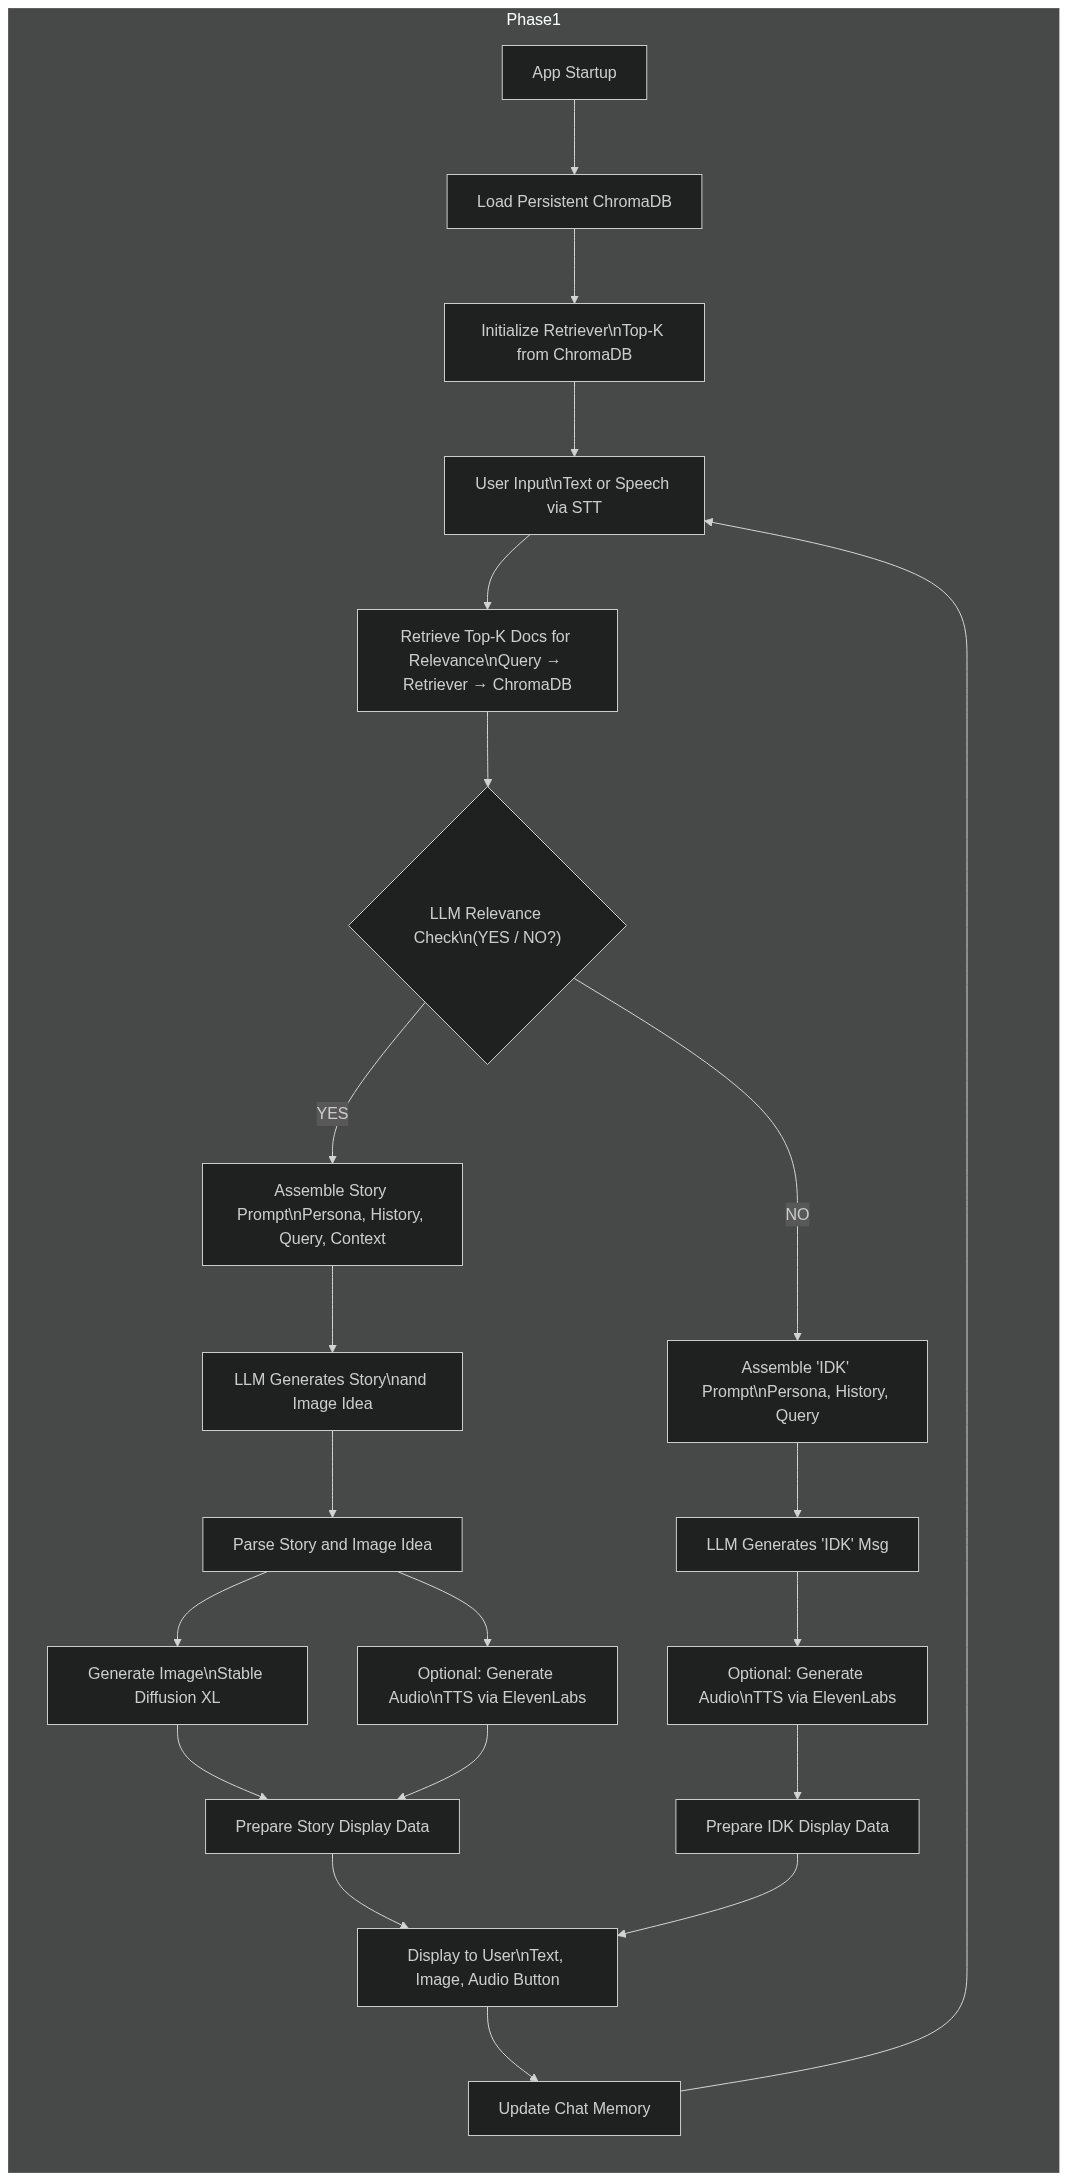 Phase1
App Startup
Load Persistent ChromaDB
Initialize Retriever\nTop-K
from ChromaDB
User Input\nText or Speech
via STT
Retrieve Top-K Docs for
Relevance\nQuery →
Retriever → ChromaDB
LLM Relevance
Check\n(YES / NO?)
YES
NO
Assemble Story
Prompt\nPersona, History,
Query, Context
LLM Generates Story\nand
Image Idea
Assemble 'IDK'
Prompt\nPersona, History,
Query
Parse Story and Image Idea
LLM Generates 'IDK' Msg
Generate Image\nStable
Diffusion XL
Optional: Generate
Audio\nTTS via ElevenLabs
Optional: Generate
Audio\nTTS via ElevenLabs
Prepare Story Display Data
Prepare IDK Display Data
Display to User\nText,
Image, Audio Button
Update Chat Memory